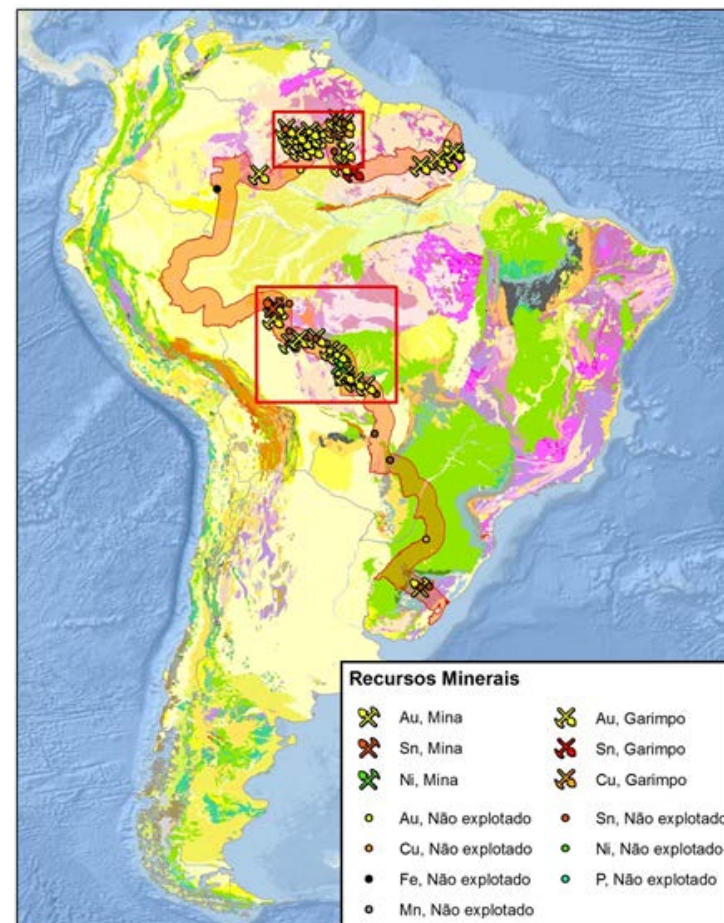 Recursos Minerais
Au, Mina
Au, Garimpo
Sn, Mina
Sn, Garimpo
Ni, Mina
Cu, Garimpo
Au, Não explotado
Sn, Não explotado
Cu, Não explotado
Ni, Não explotado
Fe, Não explotado
P, Não explotado
Mn, Não explotado